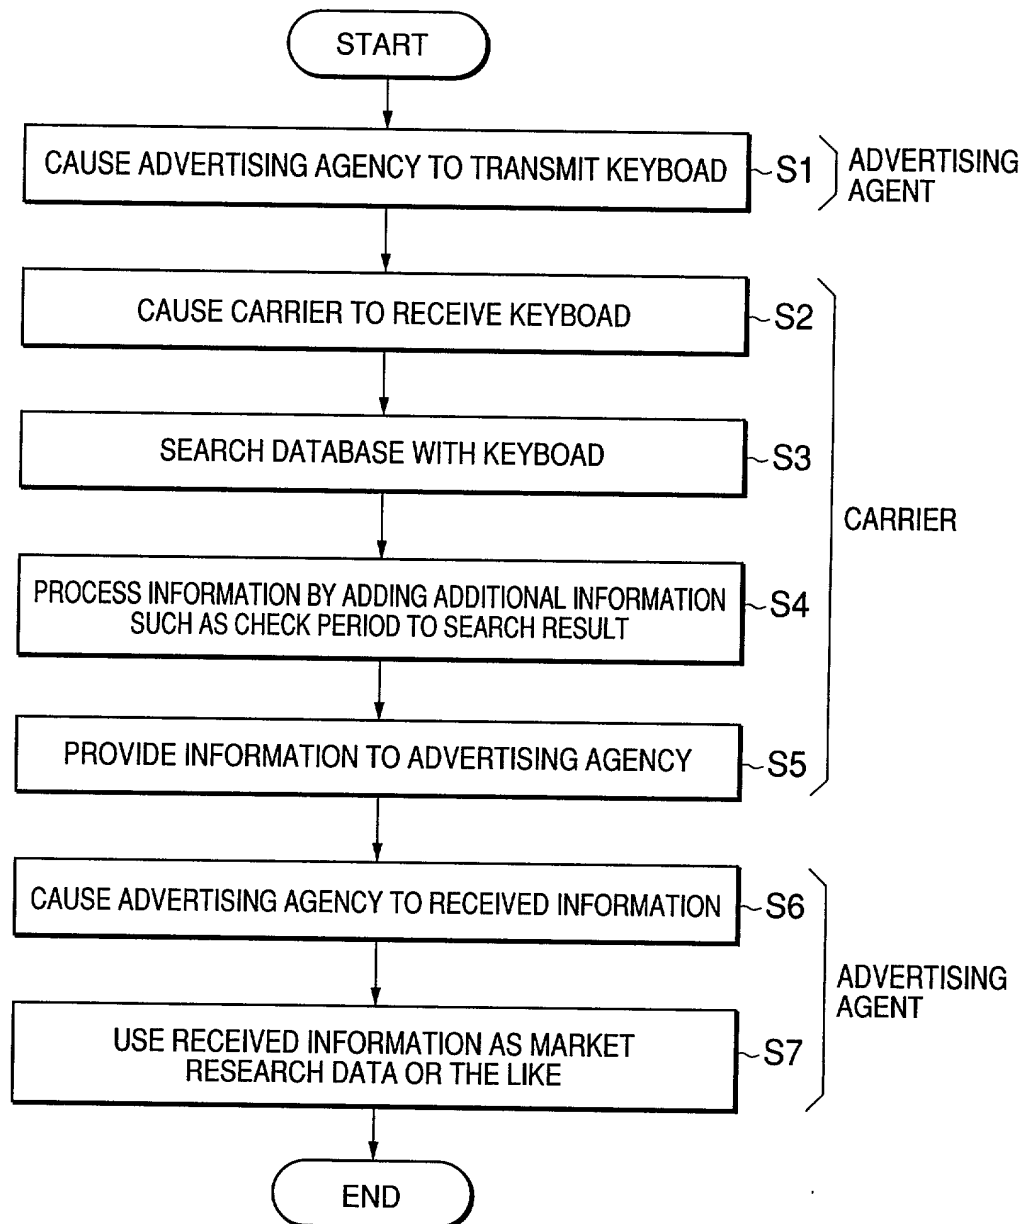 START
CAUSE ADVERTISING AGENCY TO TRANSMIT KEYBOAD
S1
ADVERTISING
AGENT
CAUSE CARRIER TO RECEIVE KEYBOAD
S2
SEARCH DATABASE WITH KEYBOAD
S3
CARRIER
PROCESS INFORMATION BY ADDING ADDITIONAL INFORMATION
SUCH AS CHECK PERIOD TO SEARCH RESULT
S4
PROVIDE INFORMATION TO ADVERTISING AGENCY
S5
CAUSE ADVERTISING AGENCY TO RECEIVED INFORMATION
S6
ADVERTISING
AGENT
USE RECEIVED INFORMATION AS MARKET
RESEARCH DATA OR THE LIKE
S7
END